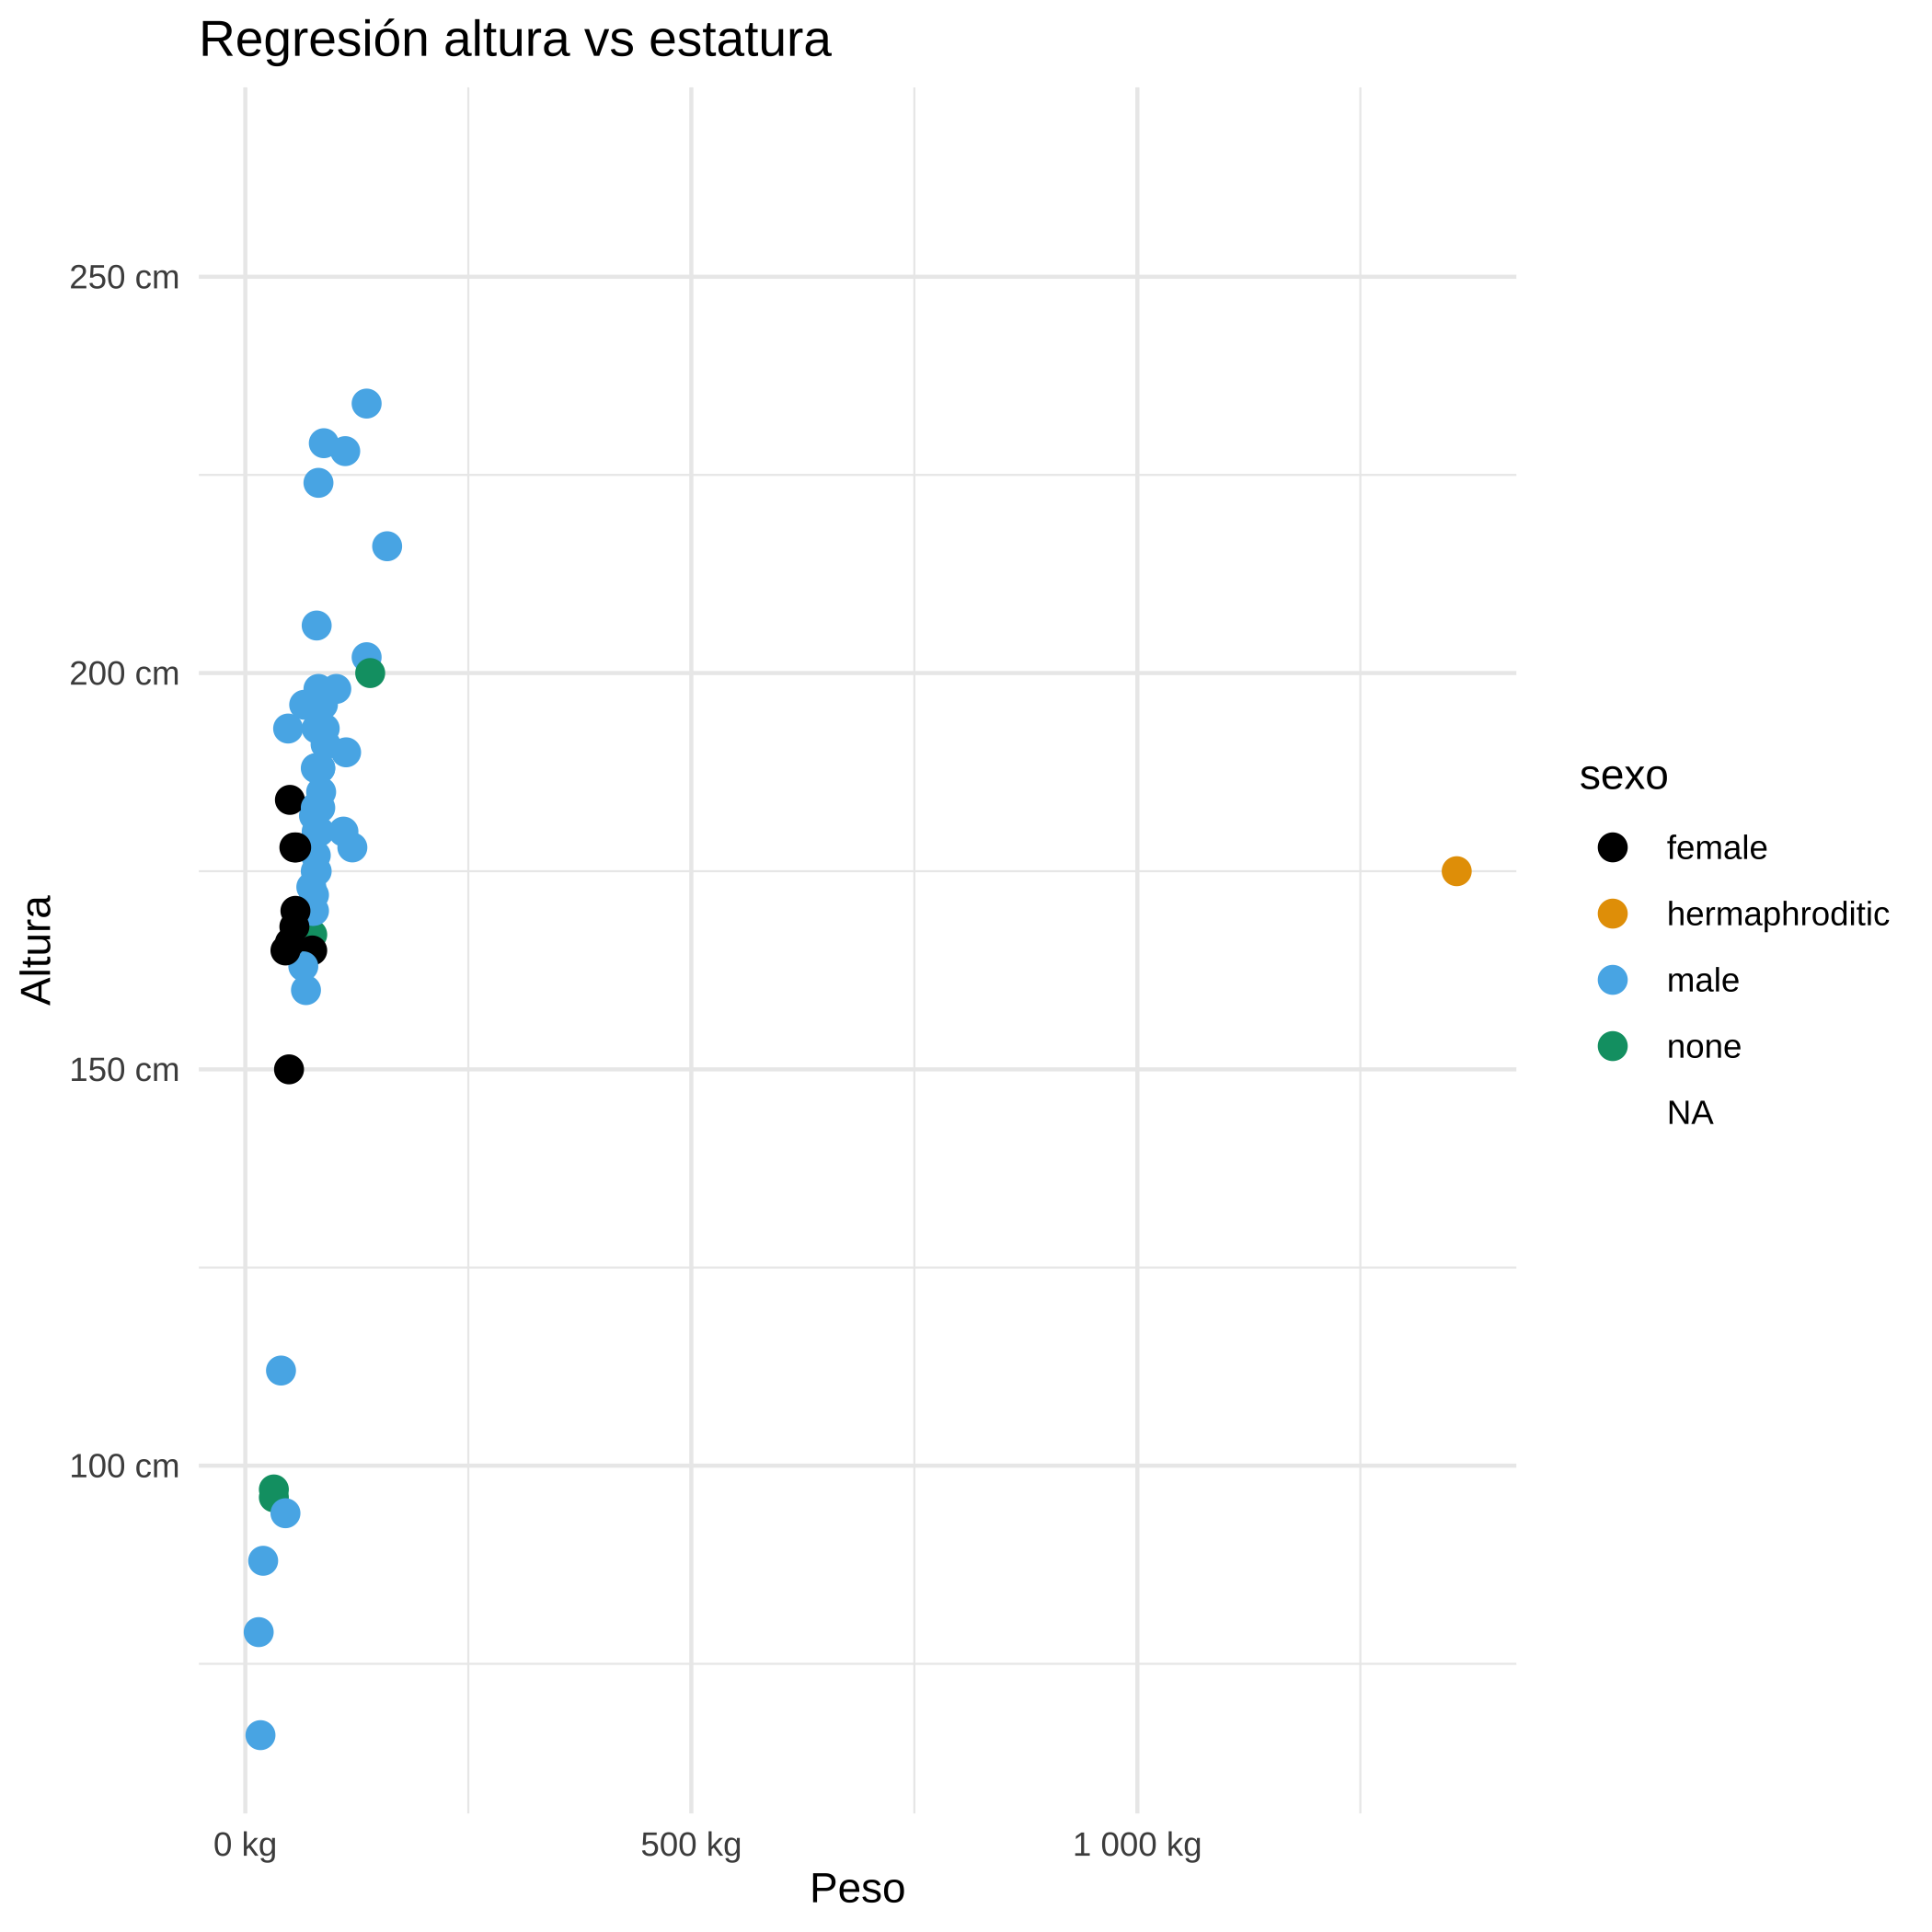 Regresión altura vs estatura
250 cm
200 cm
150 cm
100 cm
Altura
0 kg
500 kg
1 000 kg
Peso
sexo
female
hermaphroditic
male
none
NA